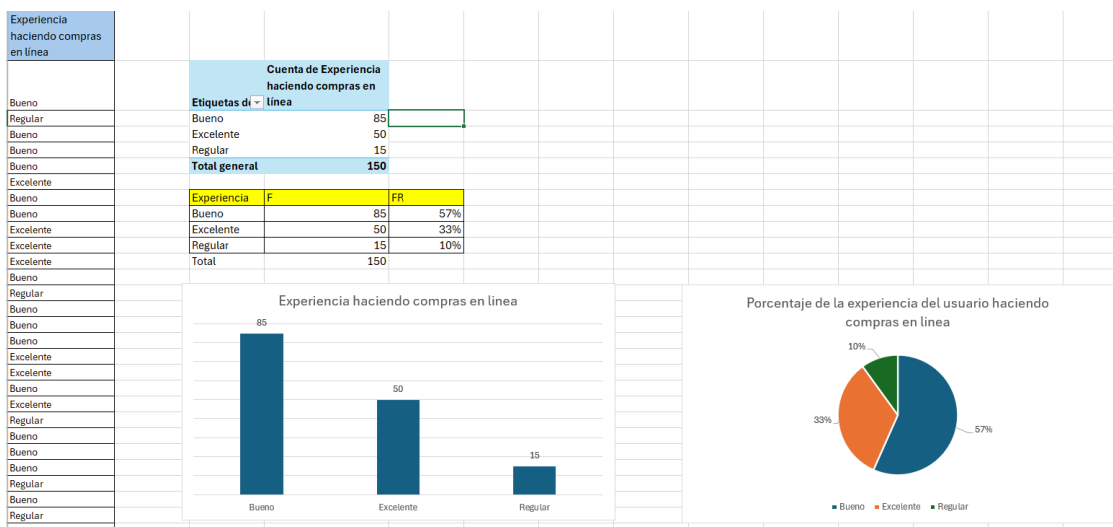 Experiencia
haciendo compras
en línea
Bueno
Regular
Bueno
Bueno
Bueno
Excelente
Bueno
Bueno
Excelente
Excelente
Excelente
Bueno
Regular
Bueno
Bueno
Bueno
Excelente
Excelente
Bueno
Excelente
Regular
Bueno
Bueno
Bueno
Regular
Bueno
Regular
Cuenta de Experiencia
haciendo compras en
Etiquetas de línea
Bueno 85
Excelente 50
Regular 15
Total general 150
Experiencia F FR
Bueno 85 57%
Excelente 50 33%
Regular 15 10%
Total 150
Experiencia haciendo compras en linea
85
50
15
Bueno Excelente Regular
Porcentaje de la experiencia del usuario haciendo
compras en linea
10%
33%
57%
Bueno Excelente Regular